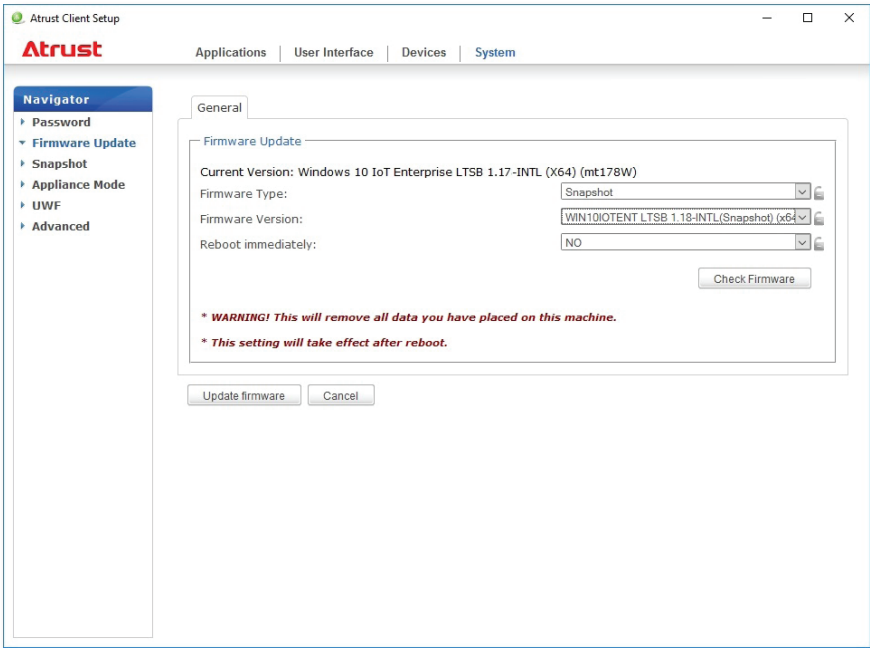 Atrust Client Setup
Atrust
Applications | User Interface | Devices | System
Navigator
Password
Firmware Update
Snapshot
Appliance Mode
UWF
Advanced
General
Firmware Update
Current Version: Windows 10 IoT Enterprise LTSB 1.17-INTL (X64) (mt178W)
Firmware Type: Snapshot
Firmware Version: WIN10IOTENT LTSB 1.18-INTL(Snapshot) (x64
Reboot immediately: NO
Check Firmware
* WARNING! This will remove all data you have placed on this machine.
* This setting will take effect after reboot.
Update firmware Cancel